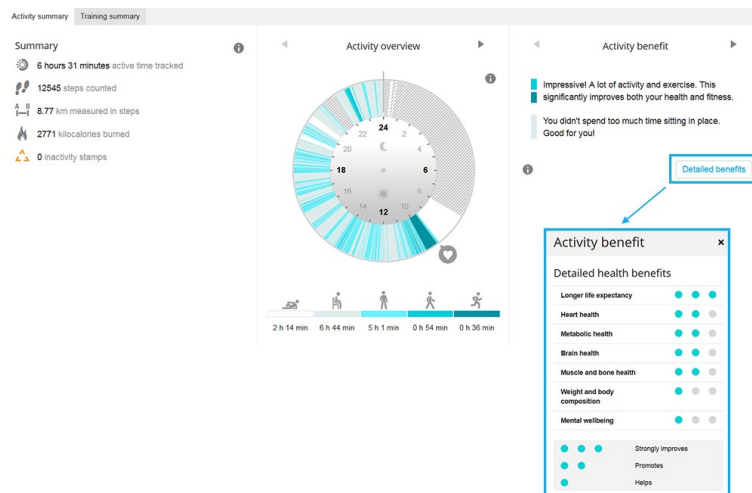 Activity summary Training summary
Summary
6 hours 31 minutes active time tracked
12545 steps counted
A B
8.77 km measured in steps
2771 kilocalories burned
0 inactivity stamps
Activity overview
24
2
4
6
8
10
12
14
16
18
20
22
2 h 14 min 6 h 44 min 5 h 1 min 0 h 54 min 0 h 36 min
Activity benefit
Impressive! A lot of activity and exercise. This
significantly improves both your health and fitness.
You didn't spend too much time sitting in place.
Good for you!
Detailed benefits
Activity benefit ×
Detailed health benefits
Longer life expectancy
Heart health
Metabolic health
Brain health
Muscle and bone health
Weight and body
composition
Mental wellbeing
Strongly improves
Promotes
Helps